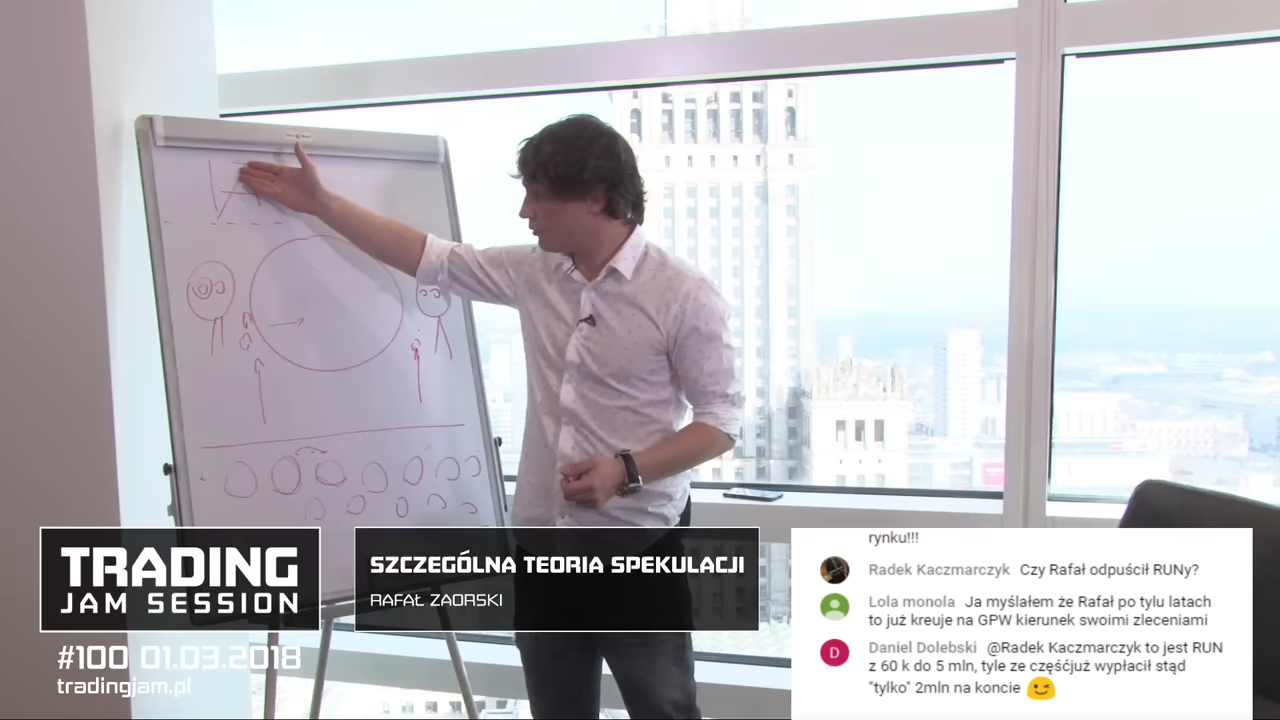 TRADING
JAM SESSION
#100 01.03.2018
tradingjam.pl
SZCZEGÓLNA TEORIA SPEKULACJI
RAFAŁ ZAORSKI
rynku!!!
Radek Kaczmarczyk Czy Rafał odpuścił RUNy?
Lola monola Ja myślałem że Rafał po tylu latach
to już kreuje na GPW kierunek swoimi zleceniami
D
Daniel Dolebski @Radek Kaczmarczyk to jest RUN
z 60 k do 5 mln, tyle ze częśćjuż wypłacił stąd
"tylko" 2mln na koncie 😉